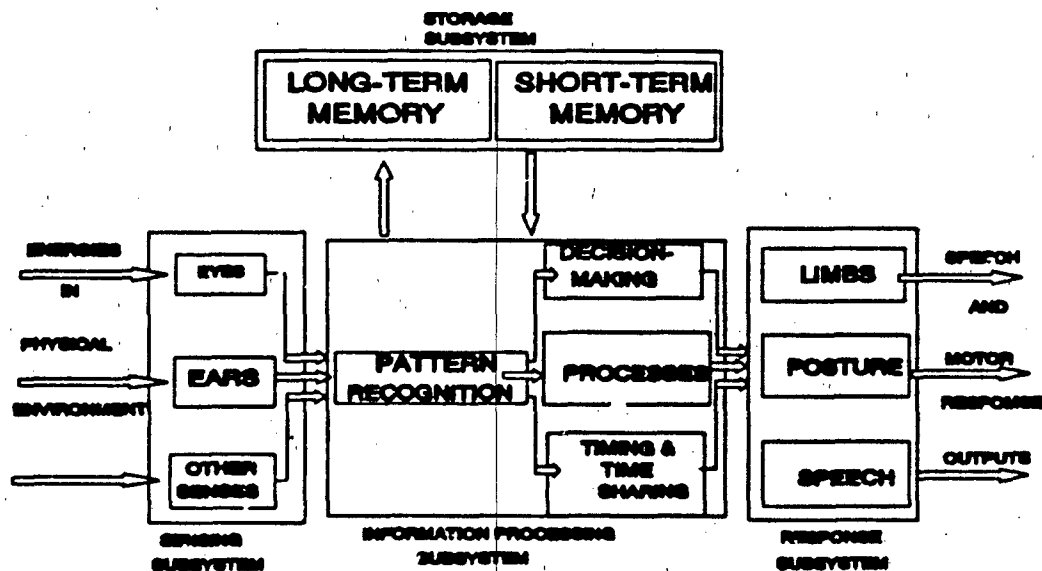 STORAGE
SUBSYSTEM
LONG-TERM
MEMORY
SHORT-TERM
MEMORY
ENERGIES
IN
PHYSICAL
ENVIRONMENT
EYES
EARS
OTHER
SENSES
SENSING
SUBSYSTEM
PATTERN
RECOGNITION
DECISION-
MAKING
PROCESSES
TIMING &
TIME
SHARING
INFORMATION PROCESSING
SUBSYSTEM
LIMBS
POSTURE
SPEECH
RESPONSE
SUBSYSTEM
SPEECH
AND
MOTOR
RESPONSE
OUTPUTS